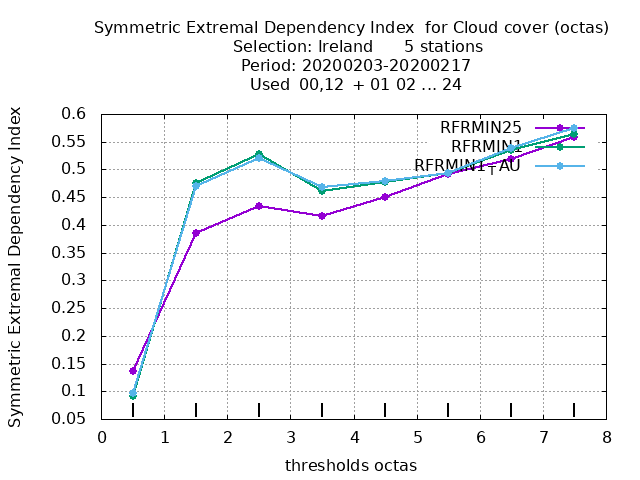 Symmetric Extremal Dependency Index  for Cloud cover (octas)
Selection: Ireland      5 stations
Period: 20200203-20200217
Used  00,12  + 01 02 ... 24
Symmetric Extremal Dependency Index
0.6
0.55
0.5
0.45
0.4
0.35
0.3
0.25
0.2
0.15
0.1
0.05
RFRMIN25
RFRMIN1
RFRMIN1TAU
0 1 2 3 4 5 6 7 8
thresholds octas